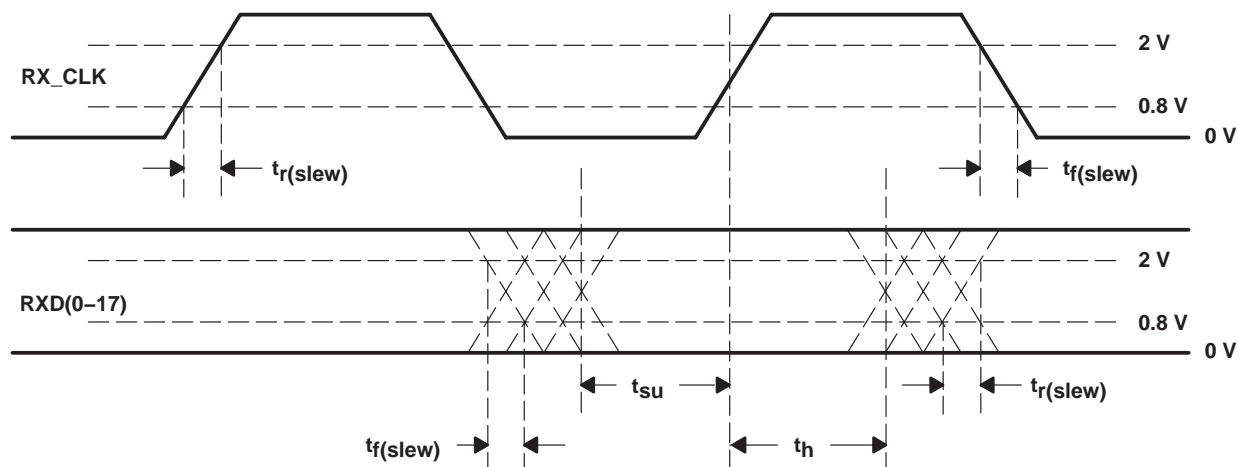 2 V
RX_CLK
0.8 V
0 V
tr(slew)
tf(slew)
2 V
RXD(0–17)
0.8 V
0 V
tsu
tr(slew)
tf(slew)
th